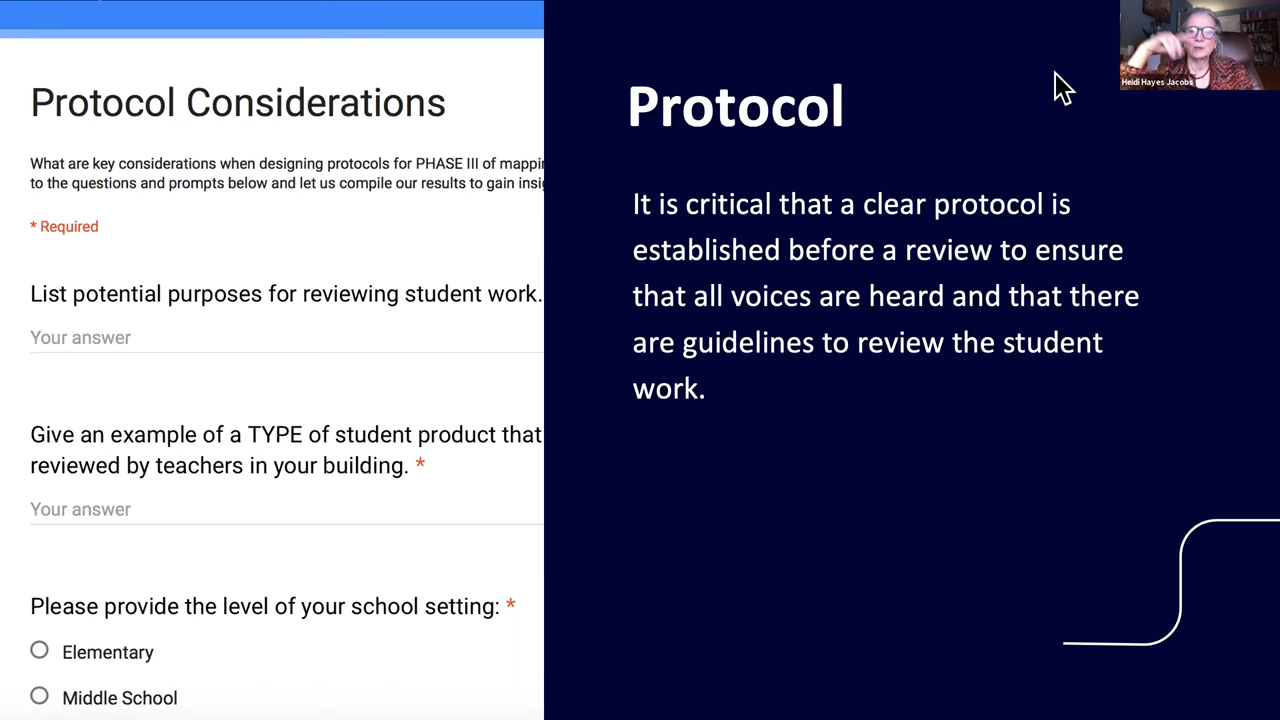 Protocol Considerations
What are key considerations when designing protocols for PHASE III of mappin
to the questions and prompts below and let us compile our results to gain insig
* Required
List potential purposes for reviewing student work.
Your answer
Give an example of a TYPE of student product that
reviewed by teachers in your building. *
Your answer
Please provide the level of your school setting: *
Elementary
Middle School
Protocol
It is critical that a clear protocol is
established before a review to ensure
that all voices are heard and that there
are guidelines to review the student
work.
Heidi Hayes Jacobs